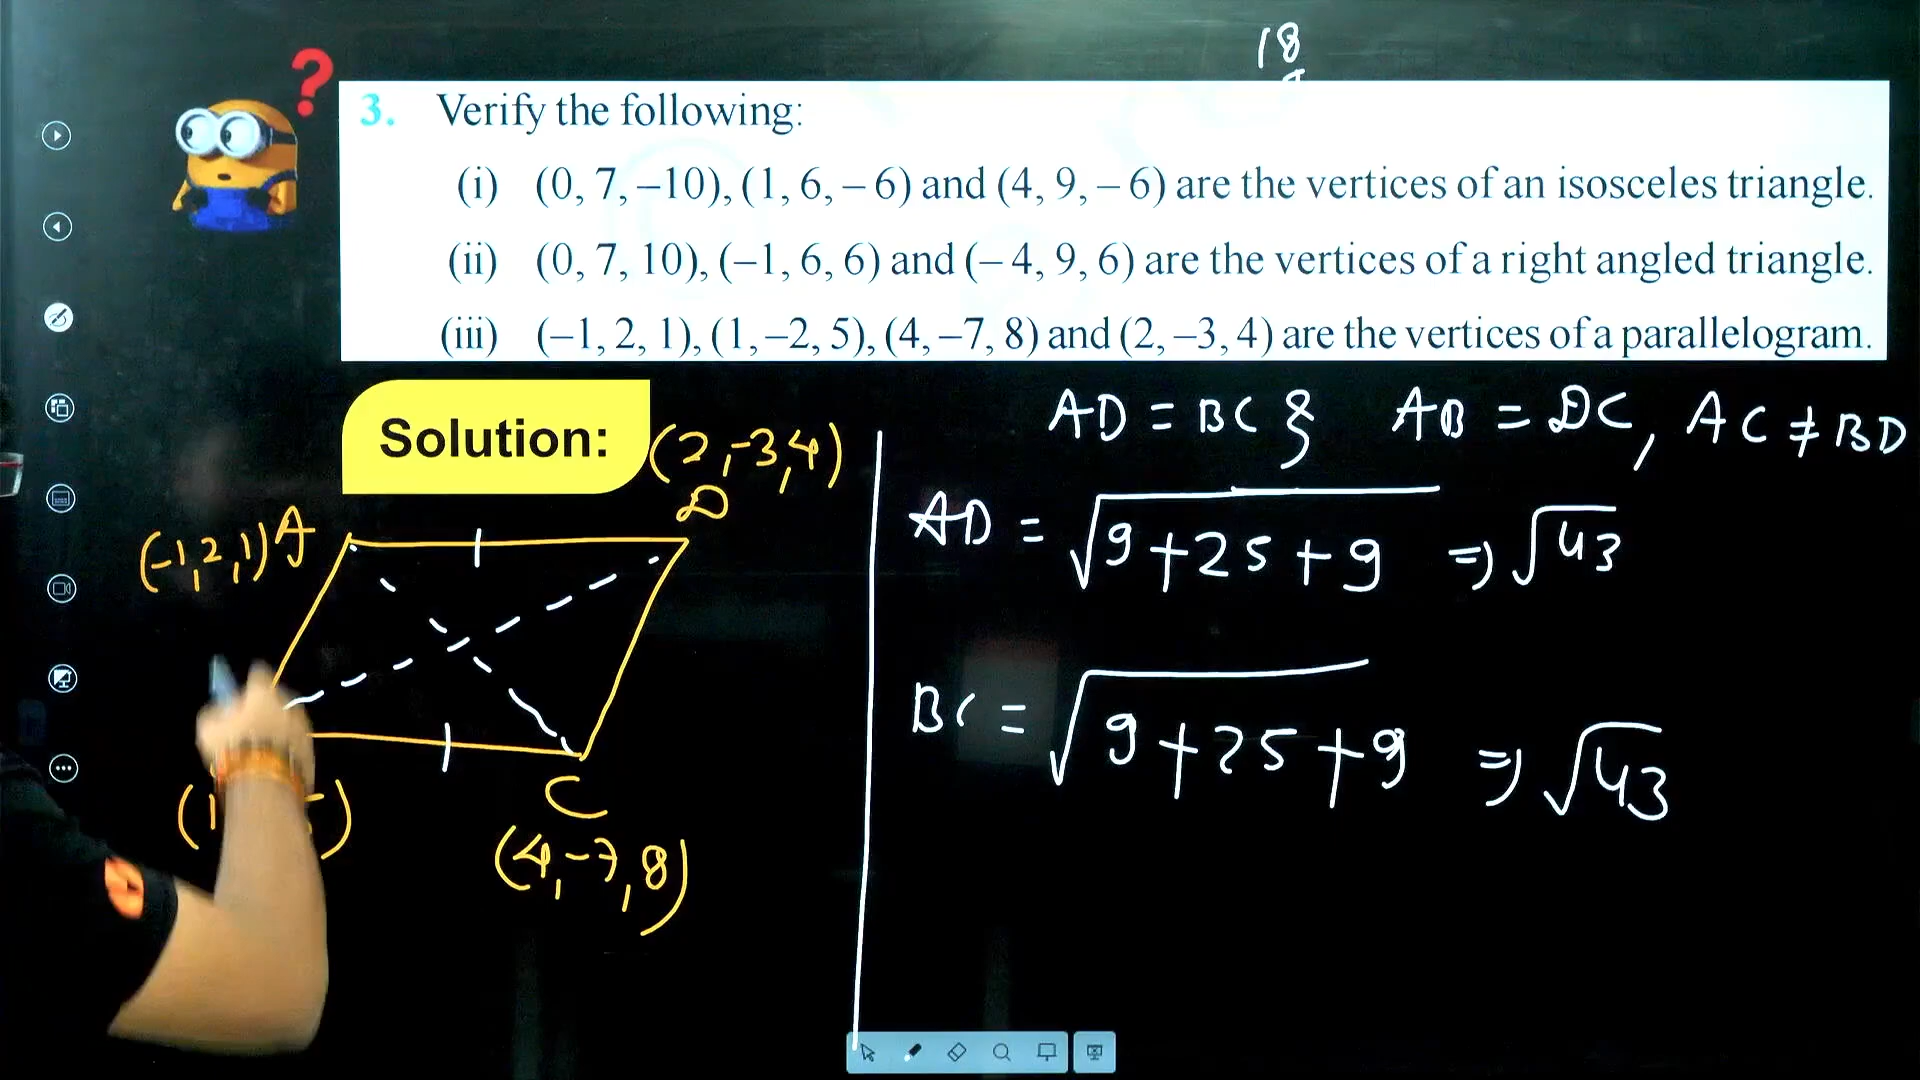 18
?
3. Verify the following:
(i) (0, 7, –10), (1, 6, – 6) and (4, 9, – 6) are the vertices of an isosceles triangle.
(ii) (0, 7, 10), (–1, 6, 6) and (– 4, 9, 6) are the vertices of a right angled triangle.
(iii) (–1, 2, 1), (1, –2, 5), (4, –7, 8) and (2, –3, 4) are the vertices of a parallelogram.
Solution:
(2,-3,4)
D
(-1,2,1) A
C
(4,-7,8)
AD = BC & AB = DC, AC ≠ BD
AD = √9+25+9 ⇒ √43
BC = √9+25+9 ⇒ √43